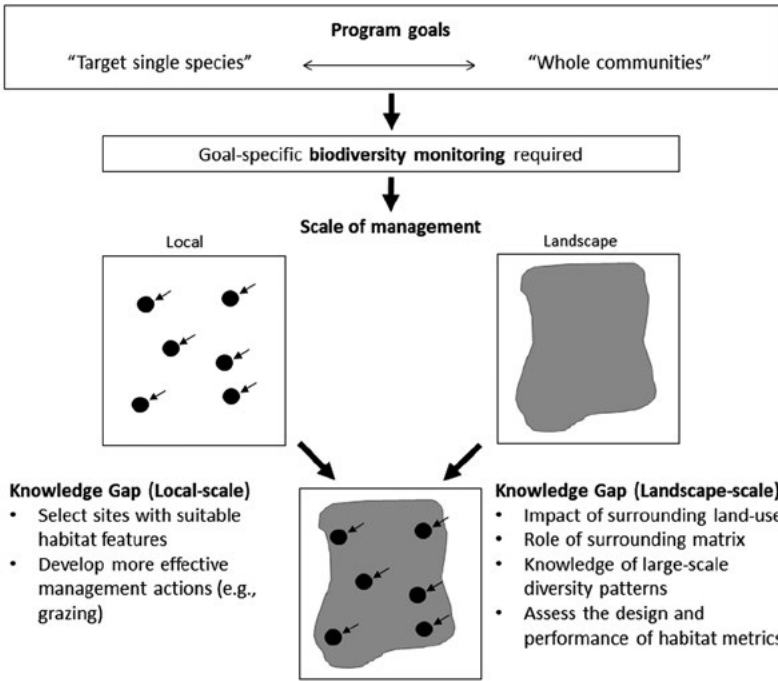 Program goals
“Target single species” “Whole communities”
Goal-specific biodiversity monitoring required
Scale of management
Local
Landscape
Knowledge Gap (Local-scale)
• Select sites with suitable
habitat features
• Develop more effective
management actions (e.g.,
grazing)
Knowledge Gap (Landscape-scale)
• Impact of surrounding land-use
• Role of surrounding matrix
• Knowledge of large-scale
diversity patterns
• Assess the design and
performance of habitat metrics